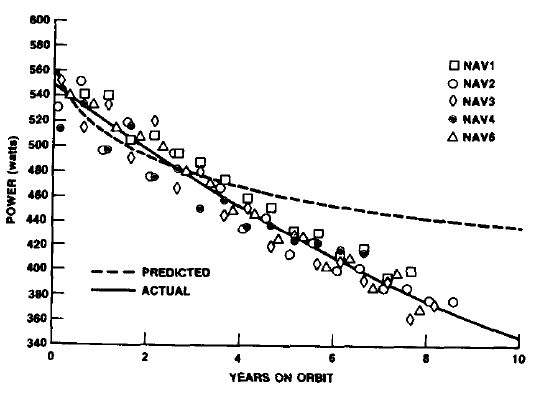 600
580
560
540
520
500
480
460
440
420
400
380
360
340
POWER (watts)
NAV1
NAV2
NAV3
NAV4
NAV6
PREDICTED
ACTUAL
0 2 4 6 8 10
YEARS ON ORBIT